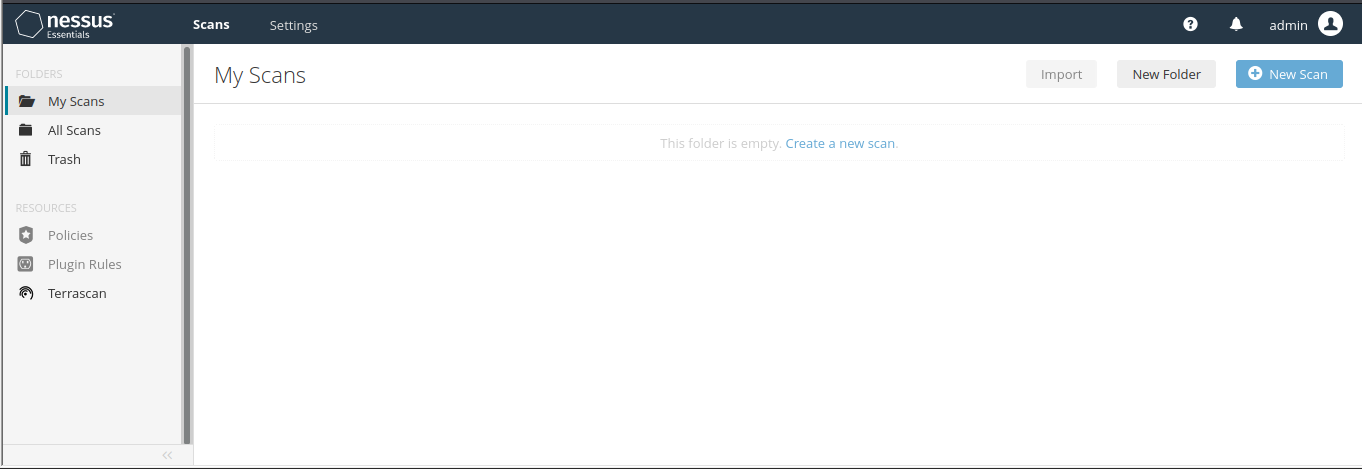 nessus
Essentials
Scans
Settings
admin
FOLDERS
My Scans
All Scans
Trash
RESOURCES
Policies
Plugin Rules
Terrascan
My Scans
Import
New Folder
New Scan
This folder is empty. Create a new scan.